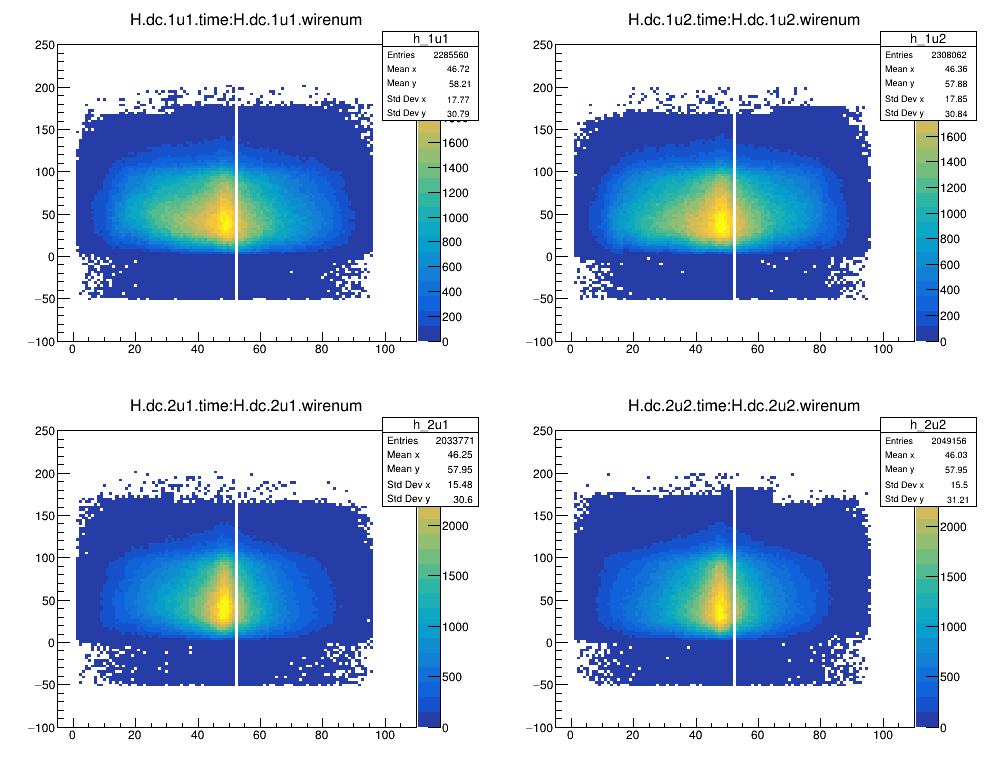 H.dc.1u1.time:H.dc.1u1.wirenum
h_1u1
Entries 2285560
Mean x 46.72
Mean y 58.21
Std Dev x 17.77
Std Dev y 30.79
250
200
150
100
50
0
−50
−100
0 20 40 60 80 100
1600
1400
1200
1000
800
600
400
200
0
H.dc.1u2.time:H.dc.1u2.wirenum
h_1u2
Entries 2308062
Mean x 46.36
Mean y 57.88
Std Dev x 17.85
Std Dev y 30.84
250
200
150
100
50
0
−50
−100
0 20 40 60 80 100
1600
1400
1200
1000
800
600
400
200
0
H.dc.2u1.time:H.dc.2u1.wirenum
h_2u1
Entries 2033771
Mean x 46.25
Mean y 57.95
Std Dev x 15.48
Std Dev y 30.6
250
200
150
100
50
0
−50
−100
0 20 40 60 80 100
2000
1500
1000
500
0
H.dc.2u2.time:H.dc.2u2.wirenum
h_2u2
Entries 2049156
Mean x 46.03
Mean y 57.95
Std Dev x 15.5
Std Dev y 31.21
250
200
150
100
50
0
−50
−100
0 20 40 60 80 100
2000
1500
1000
500
0